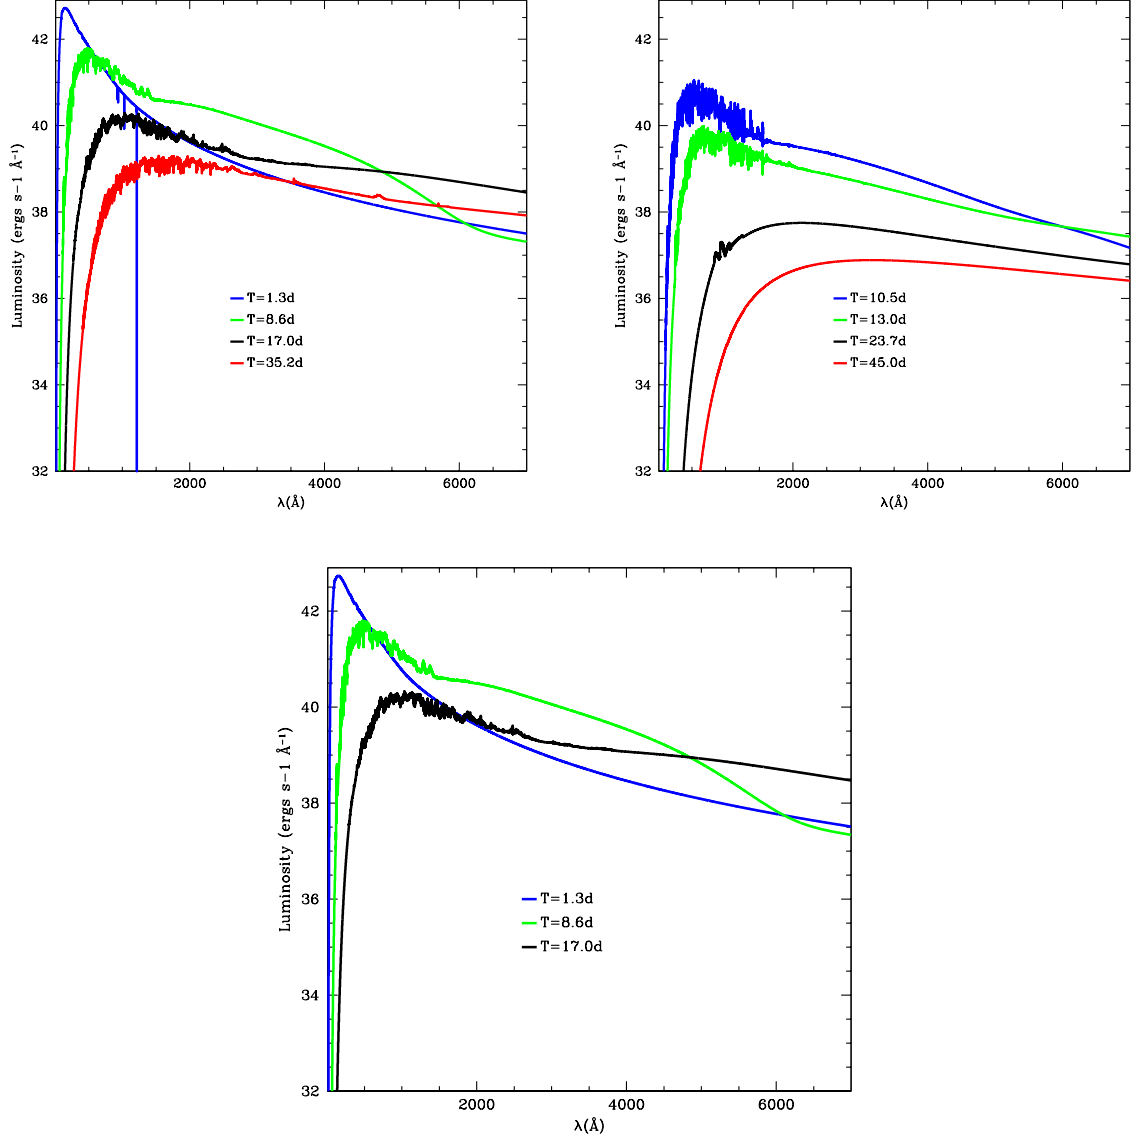 42
40
38
36
34
32
Luminosity (ergs s−1 Å⁻¹)
T=1.3d
T=8.6d
T=17.0d
T=35.2d
2000 4000 6000
λ(Å)
42
40
38
36
34
32
Luminosity (ergs s−1 Å⁻¹)
T=10.5d
T=13.0d
T=23.7d
T=45.0d
2000 4000 6000
λ(Å)
42
40
38
36
34
32
Luminosity (ergs s−1 Å⁻¹)
T=1.3d
T=8.6d
T=17.0d
2000 4000 6000
λ(Å)